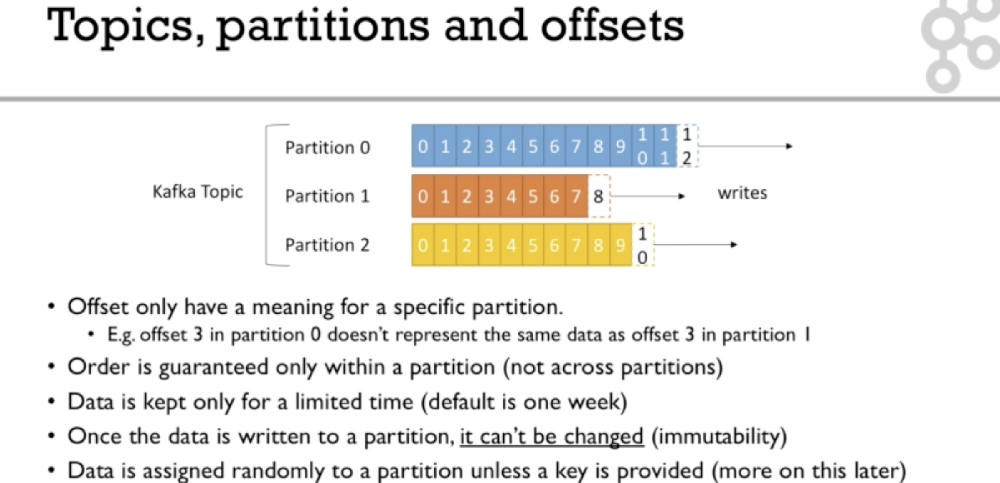 Topics, partitions and offsets
Partition 0
0 1 2 3 4 5 6 7 8 9 10 11 12
Kafka Topic
Partition 1
0 1 2 3 4 5 6 7 8
writes
Partition 2
0 1 2 3 4 5 6 7 8 9 10
• Offset only have a meaning for a specific partition.
• E.g. offset 3 in partition 0 doesn't represent the same data as offset 3 in partition 1
• Order is guaranteed only within a partition (not across partitions)
• Data is kept only for a limited time (default is one week)
• Once the data is written to a partition, it can't be changed (immutability)
• Data is assigned randomly to a partition unless a key is provided (more on this later)